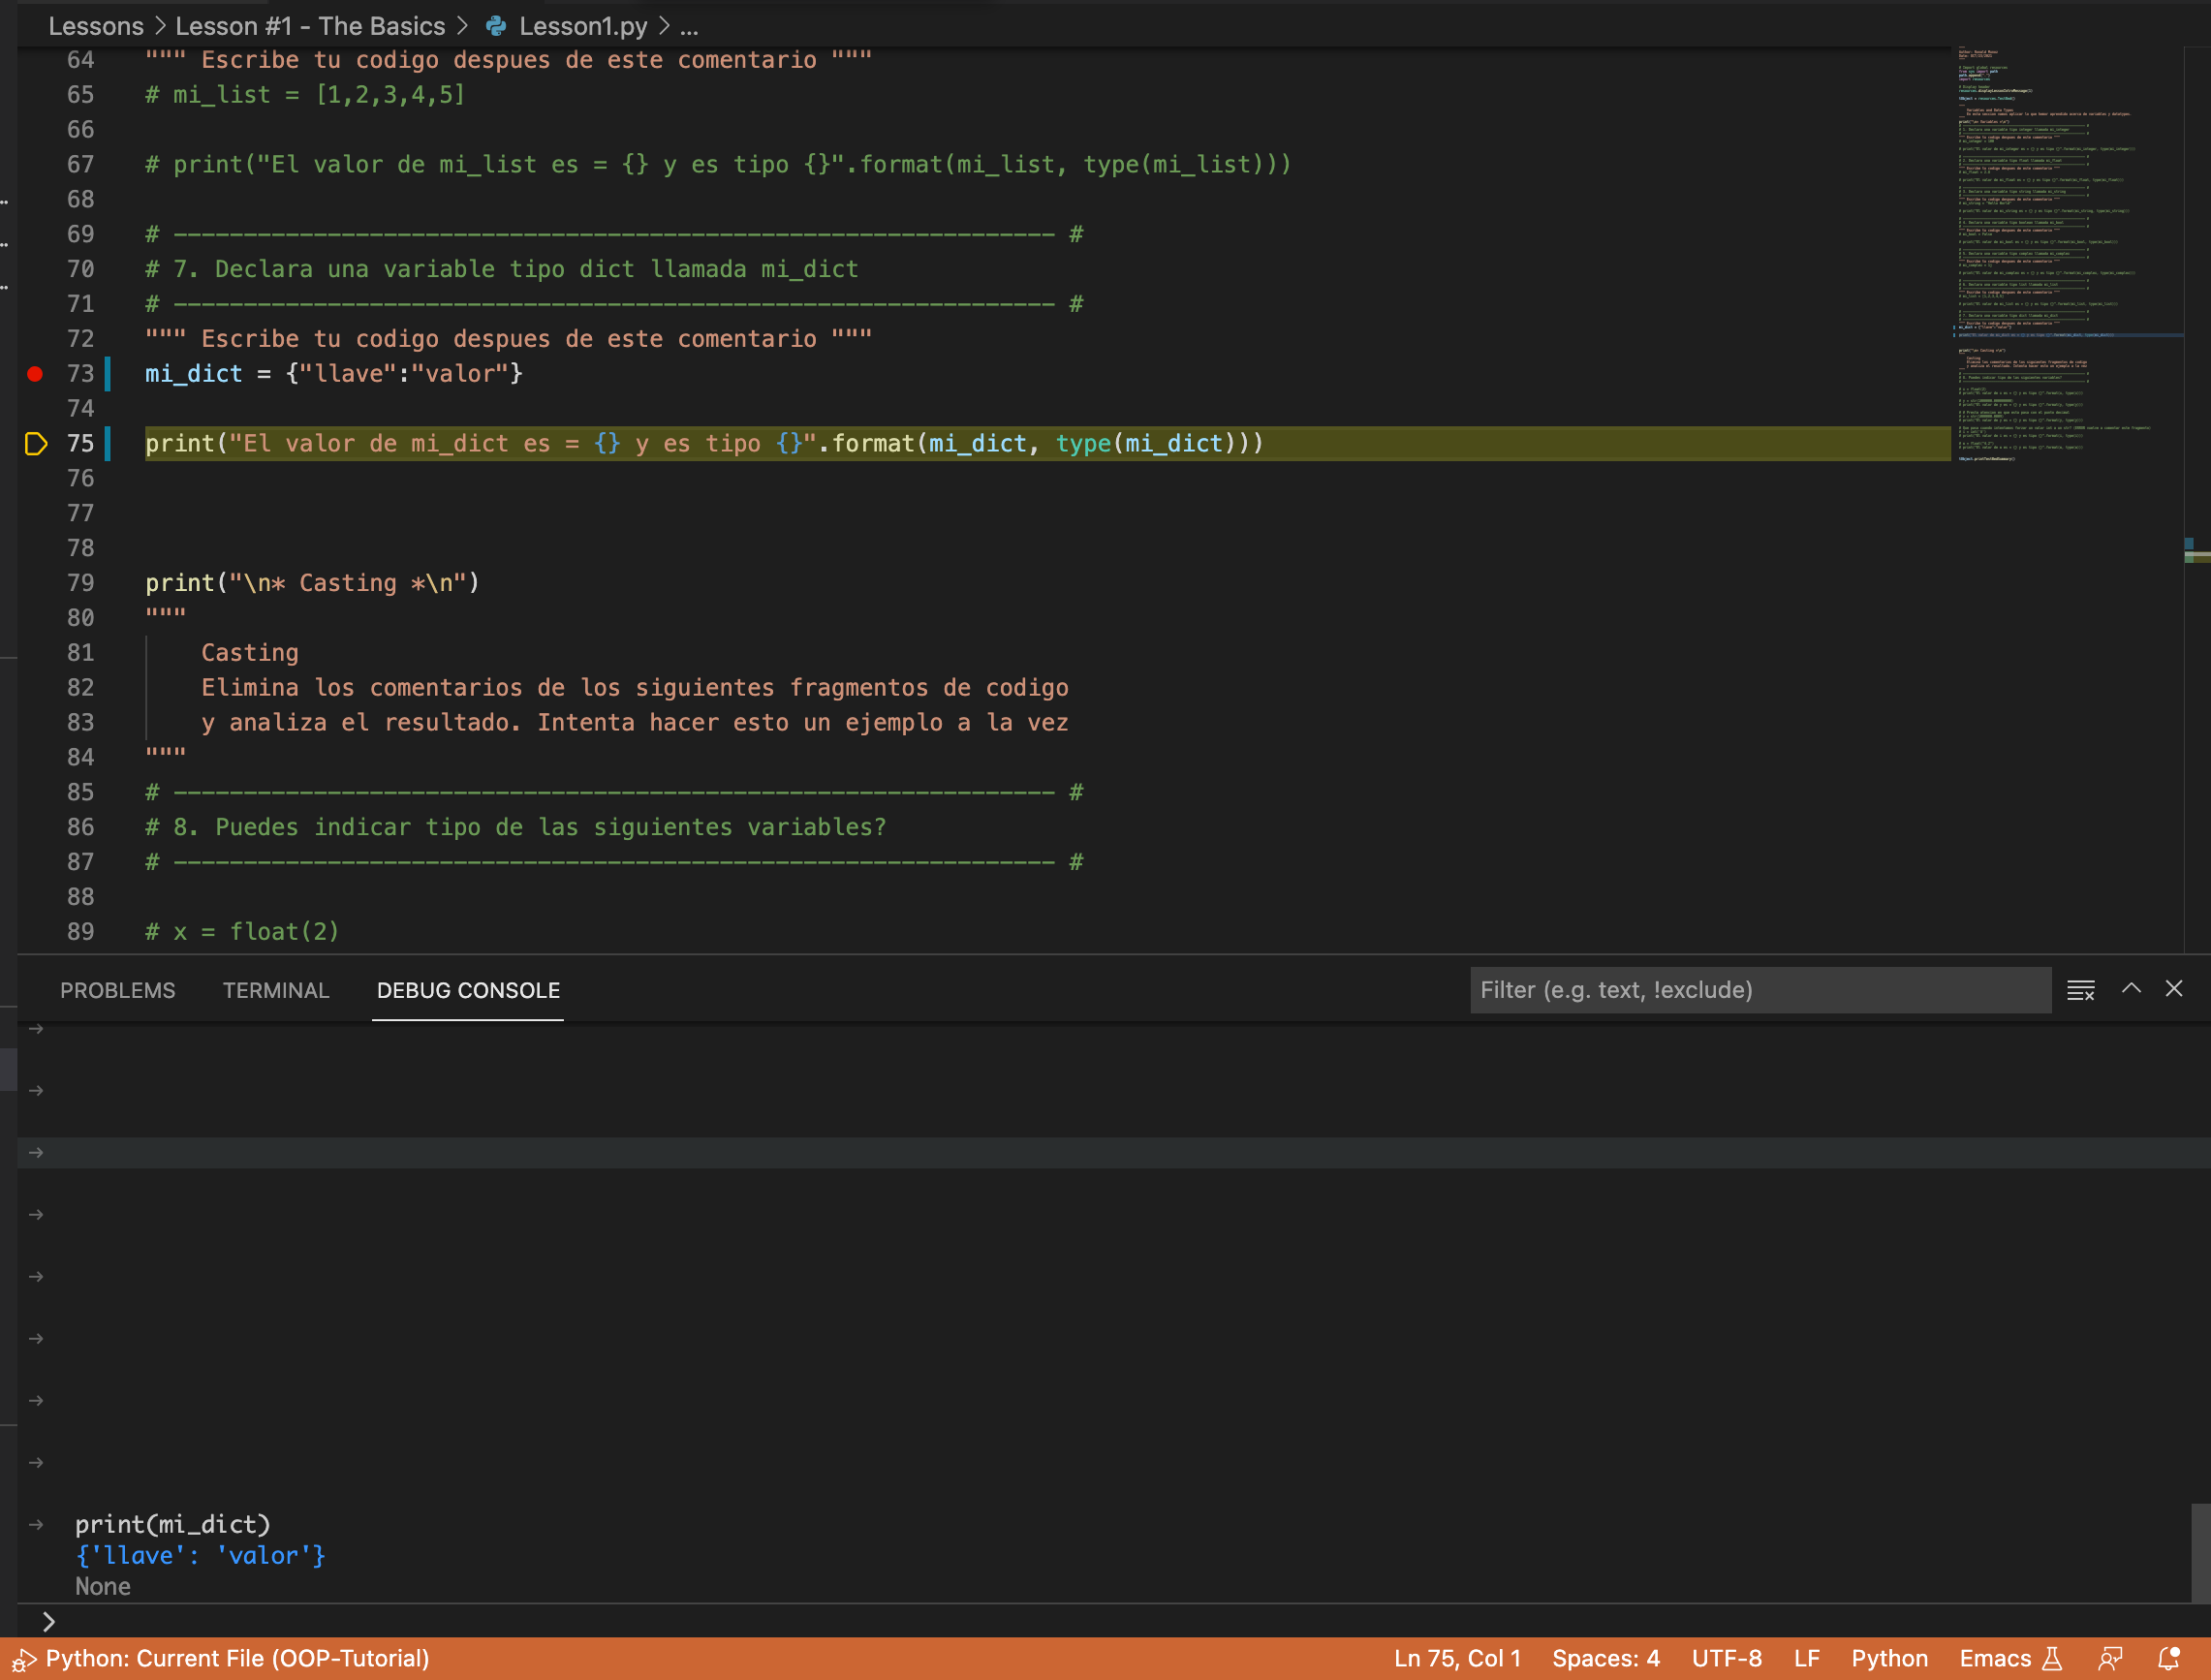 Lessons > Lesson #1 - The Basics > Lesson1.py > ...
64 """ Escribe tu codigo despues de este comentario """
65 # mi_list = [1,2,3,4,5]
66
67 # print("El valor de mi_list es = {} y es tipo {}".format(mi_list, type(mi_list)))
68
69 # --------------------------------------------------------------- #
70 # 7. Declara una variable tipo dict llamada mi_dict
71 # --------------------------------------------------------------- #
72 """ Escribe tu codigo despues de este comentario """
73 mi_dict = {"llave":"valor"}
74
75 print("El valor de mi_dict es = {} y es tipo {}".format(mi_dict, type(mi_dict)))
76
77
78
79 print("\n* Casting *\n")
80 """
81 Casting
82 Elimina los comentarios de los siguientes fragmentos de codigo
83 y analiza el resultado. Intenta hacer esto un ejemplo a la vez
84 """
85 # --------------------------------------------------------------- #
86 # 8. Puedes indicar tipo de las siguientes variables?
87 # --------------------------------------------------------------- #
88
89 # x = float(2)
PROBLEMS TERMINAL DEBUG CONSOLE Filter (e.g. text, !exclude)
print(mi_dict)
{'llave': 'valor'}
None
Python: Current File (OOP-Tutorial) Ln 75, Col 1 Spaces: 4 UTF-8 LF Python Emacs